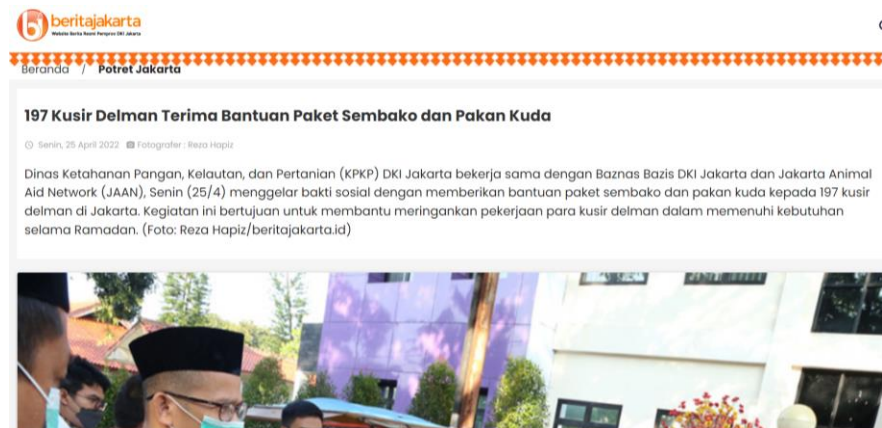 beritajakarta
Website Berita Resmi Pemprov DKI Jakarta
Beranda / Potret Jakarta
197 Kusir Delman Terima Bantuan Paket Sembako dan Pakan Kuda
Senin, 25 April 2022 Fotografer : Reza Hapiz
Dinas Ketahanan Pangan, Kelautan, dan Pertanian (KPKP) DKI Jakarta bekerja sama dengan Baznas Bazis DKI Jakarta dan Jakarta Animal
Aid Network (JAAN), Senin (25/4) menggelar bakti sosial dengan memberikan bantuan paket sembako dan pakan kuda kepada 197 kusir
delman di Jakarta. Kegiatan ini bertujuan untuk membantu meringankan pekerjaan para kusir delman dalam memenuhi kebutuhan
selama Ramadan. (Foto: Reza Hapiz/beritajakarta.id)